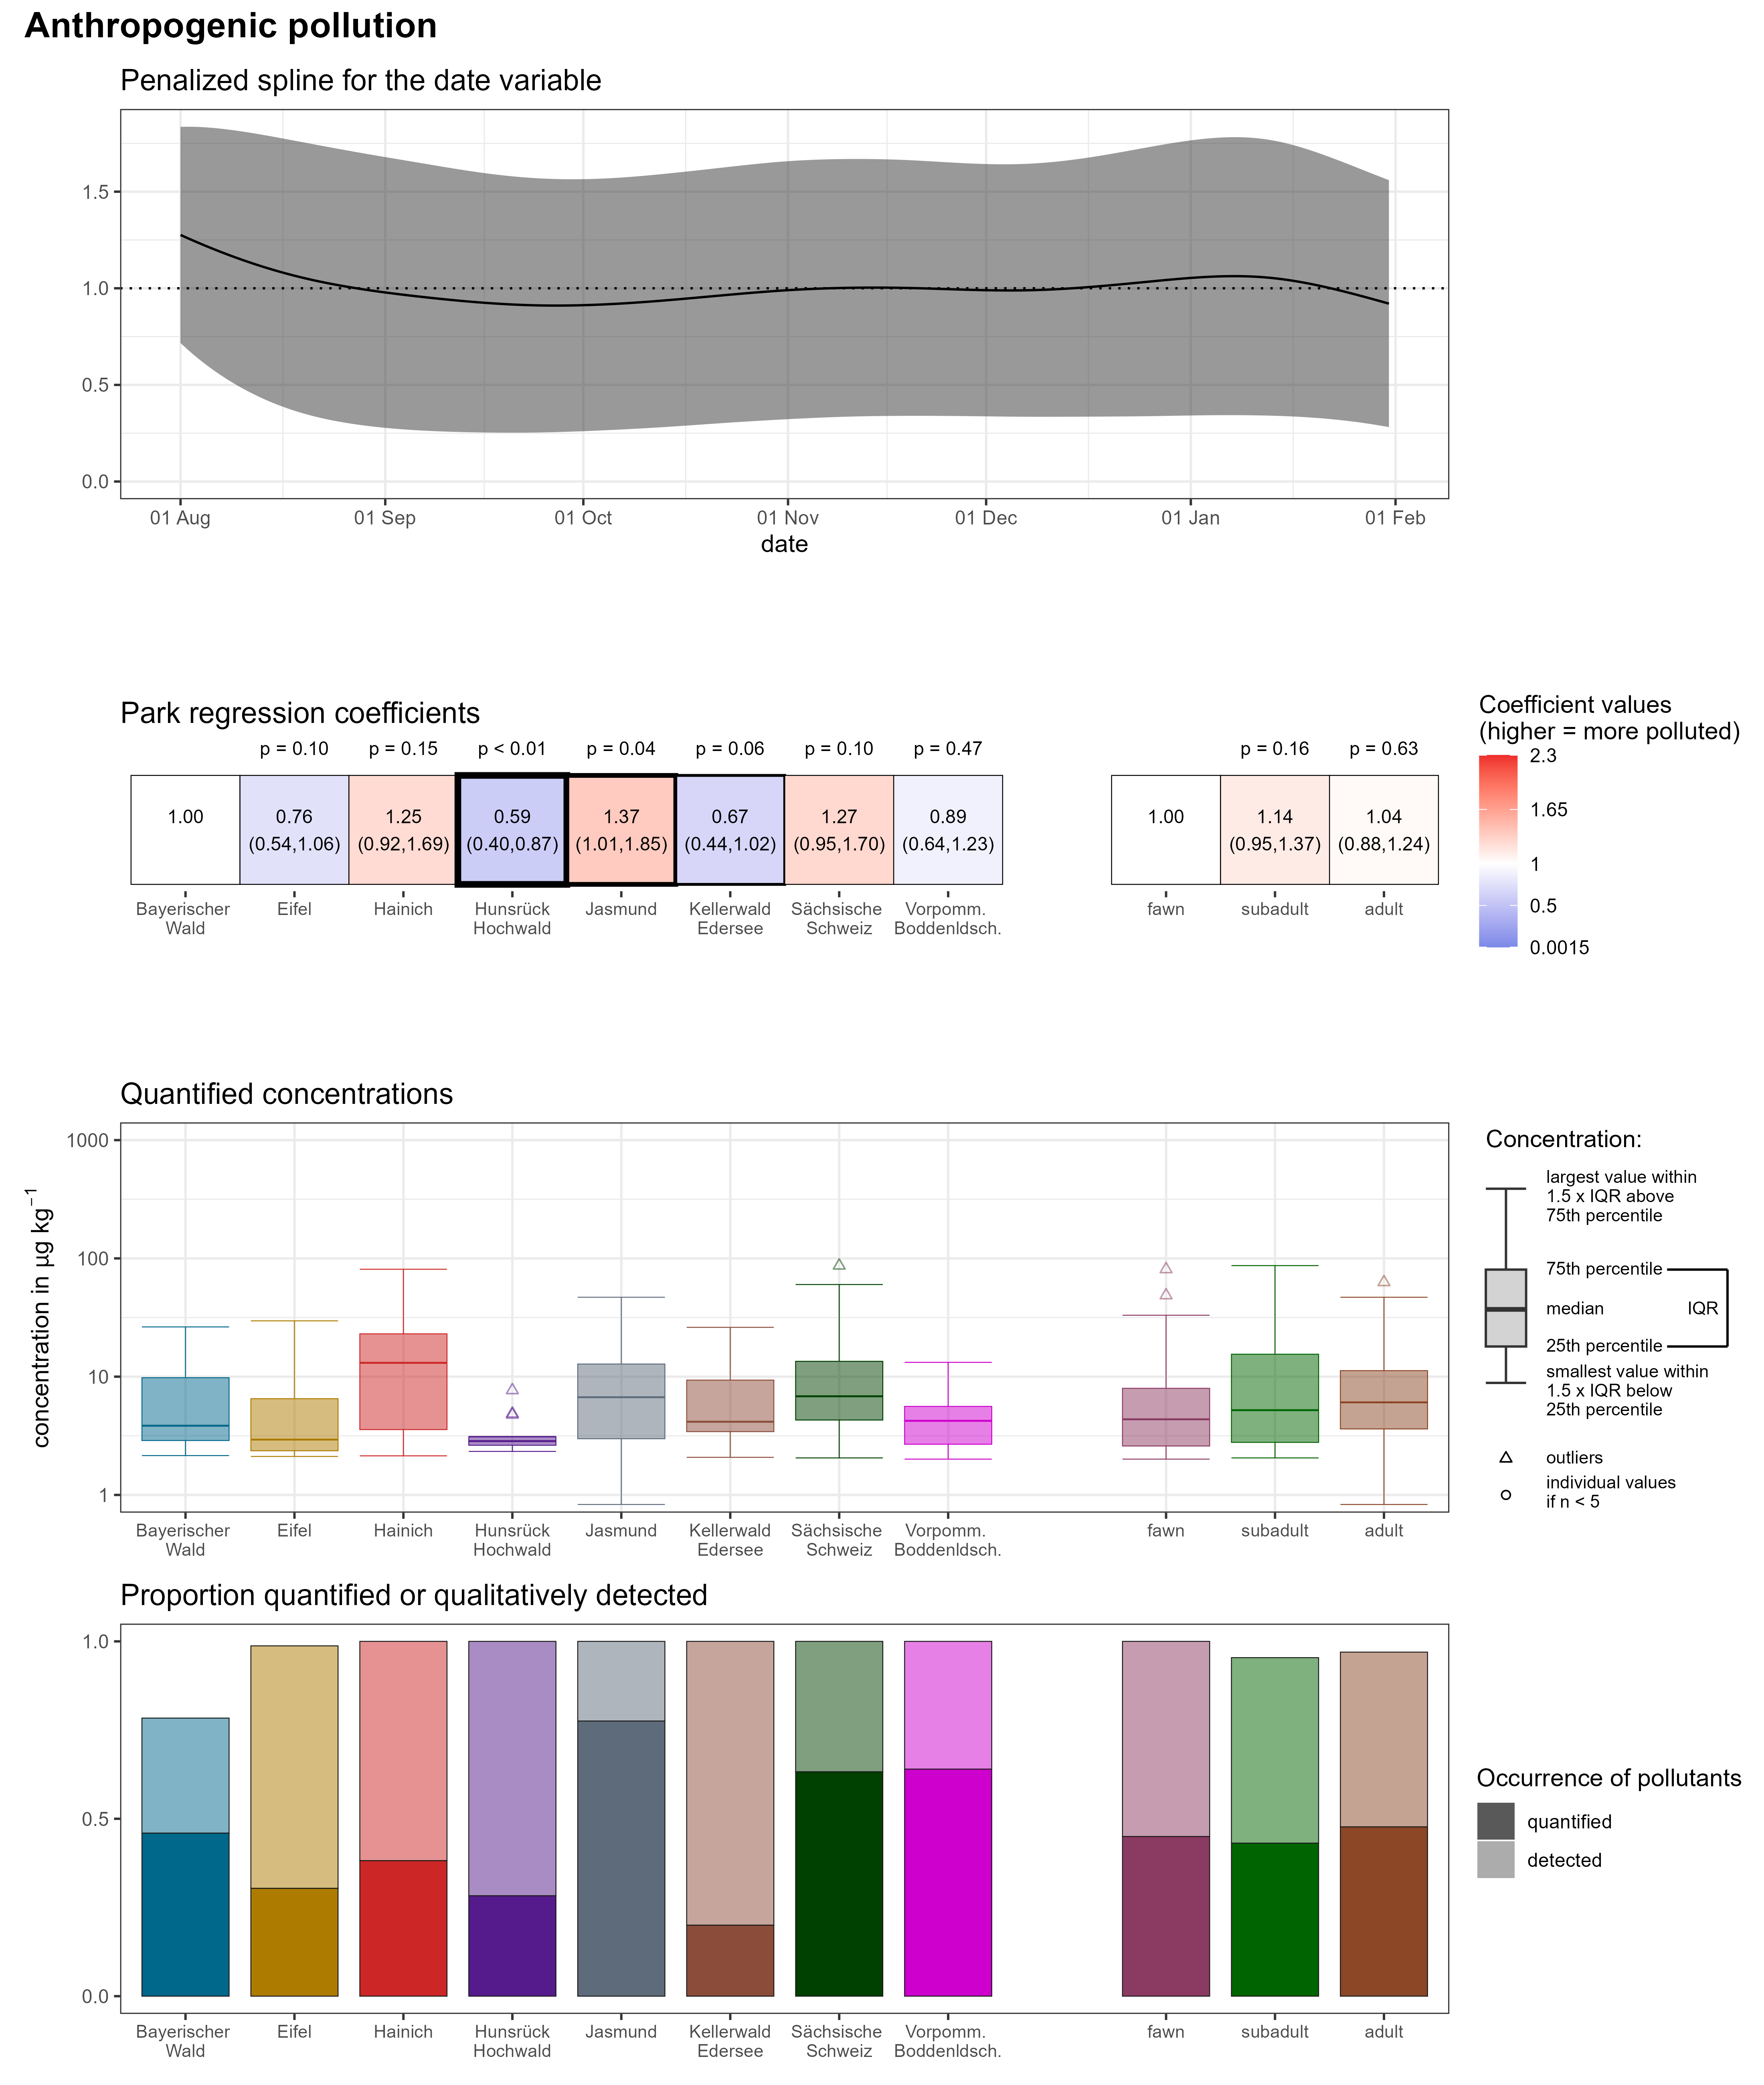 Anthropogenic pollution
Penalized spline for the date variable
1.5
1.0
0.5
0.0
01 Aug 01 Sep 01 Oct 01 Nov 01 Dec 01 Jan 01 Feb
date
Park regression coefficients
p = 0.10 p = 0.15 p < 0.01 p = 0.04 p = 0.06 p = 0.10 p = 0.47 p = 0.16 p = 0.63
1.00 0.76 1.25 0.59 1.37 0.67 1.27 0.89 1.00 1.14 1.04
(0.54,1.06) (0.92,1.69) (0.40,0.87) (1.01,1.85) (0.44,1.02) (0.95,1.70) (0.64,1.23) (0.95,1.37) (0.88,1.24)
Bayerischer Eifel Hainich Hunsrück Jasmund Kellerwald Sächsische Vorpomm. fawn subadult adult
Wald Hochwald Edersee Schweiz Boddenldsch.
Coefficient values
(higher = more polluted)
2.3
1.65
1
0.5
0.0015
Quantified concentrations
concentration in µg kg⁻¹
1000
100
10
1
Bayerischer Eifel Hainich Hunsrück Jasmund Kellerwald Sächsische Vorpomm. fawn subadult adult
Wald Hochwald Edersee Schweiz Boddenldsch.
Concentration:
largest value within
1.5 x IQR above
75th percentile
75th percentile
median IQR
25th percentile
smallest value within
1.5 x IQR below
25th percentile
outliers
individual values
if n < 5
Proportion quantified or qualitatively detected
1.0
0.5
0.0
Bayerischer Eifel Hainich Hunsrück Jasmund Kellerwald Sächsische Vorpomm. fawn subadult adult
Wald Hochwald Edersee Schweiz Boddenldsch.
Occurrence of pollutants
quantified
detected